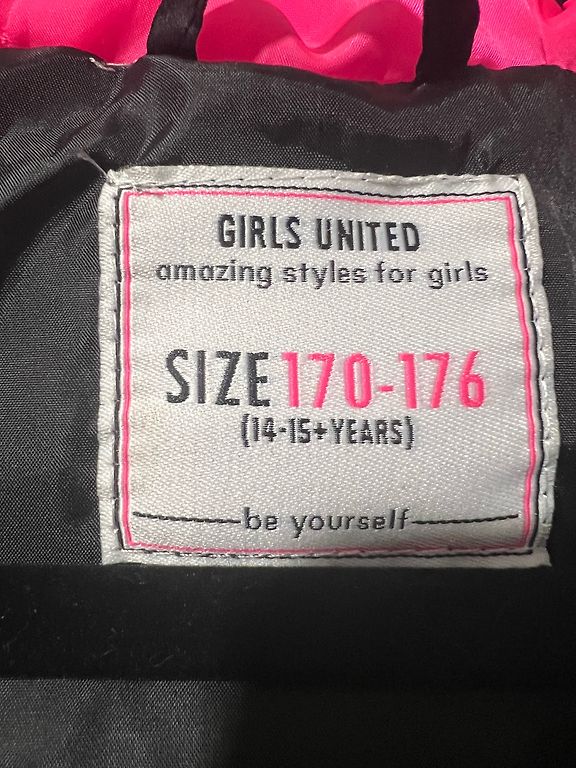 GIRLS UNITED
amazing styles for girls
SIZE 170-176
(14-15+YEARS)
be yourself